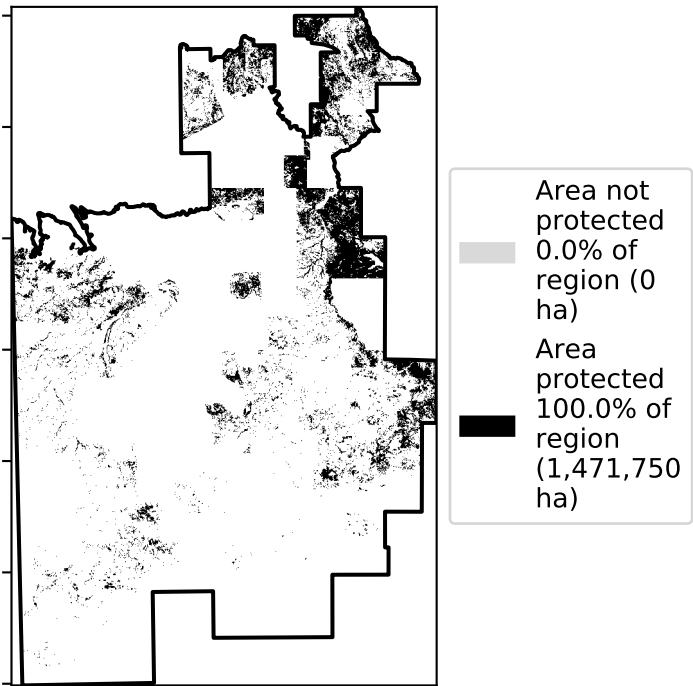 Area not
protected
0.0% of
region (0
ha)
Area
protected
100.0% of
region
(1,471,750
ha)